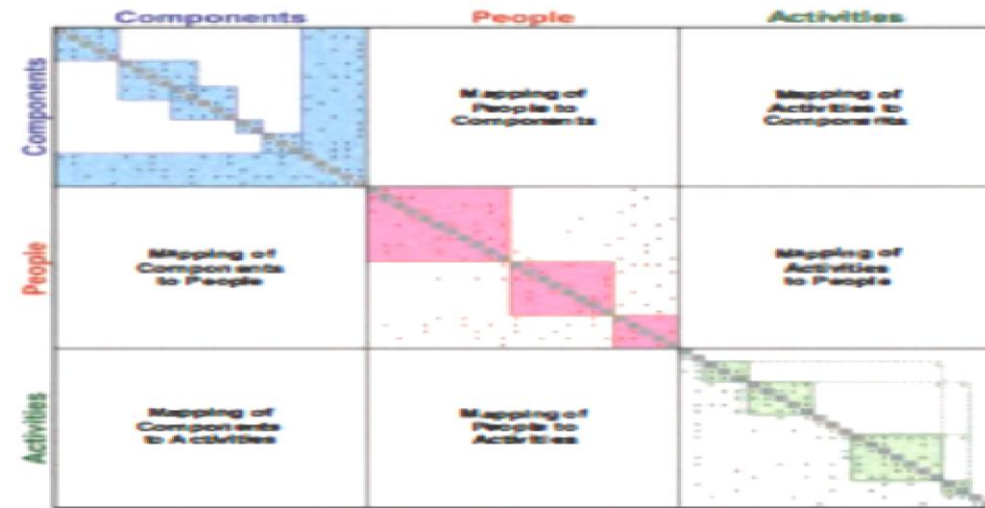 Components People Activities
Components
Mapping of
People to
Components
Mapping of
Activities to
Components
People
Mapping of
Components
to People
Mapping of
Activities
to People
Activities
Mapping of
Components
to Activities
Mapping of
People to
Activities